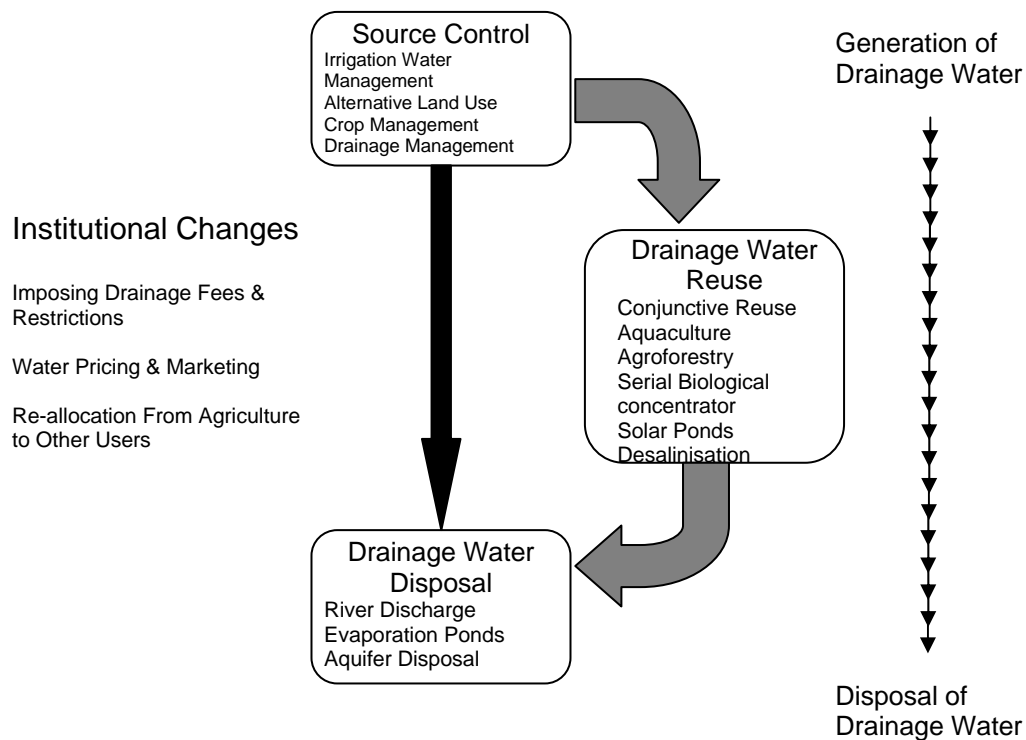 Source Control
Irrigation Water
Management
Alternative Land Use
Crop Management
Drainage Management
Generation of
Drainage Water
Institutional Changes
Imposing Drainage Fees &
Restrictions
Water Pricing & Marketing
Re-allocation From Agriculture
to Other Users
Drainage Water
Reuse
Conjunctive Reuse
Aquaculture
Agroforestry
Serial Biological
concentrator
Solar Ponds
Desalinisation
Drainage Water
Disposal
River Discharge
Evaporation Ponds
Aquifer Disposal
Disposal of
Drainage Water